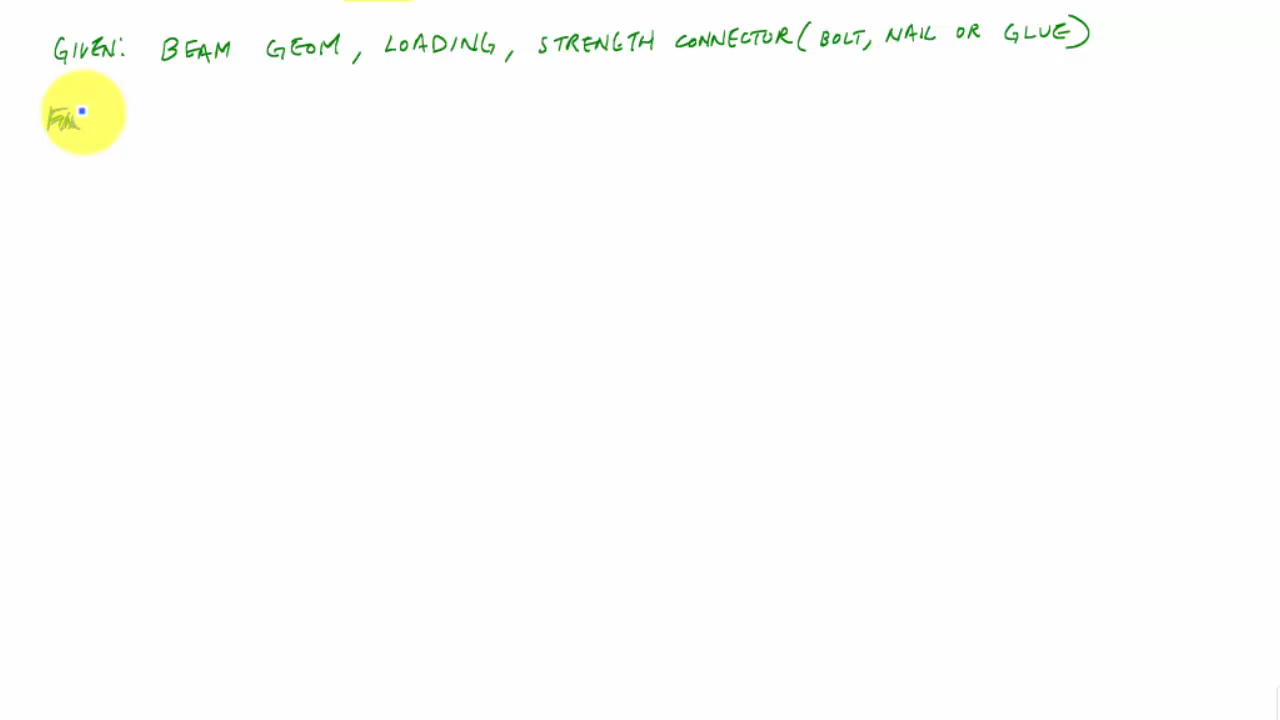 GIVEN: BEAM GEOM, LOADING, STRENGTH CONNECTOR(BOLT, NAIL OR GLUE)